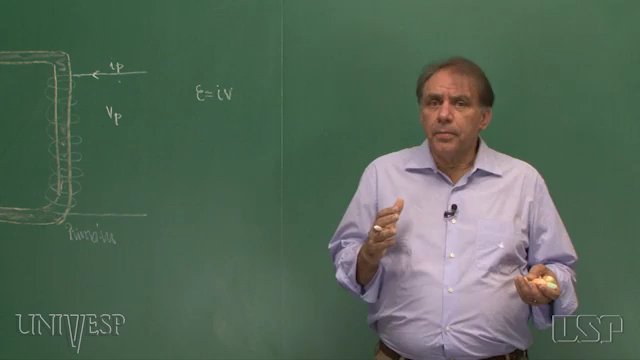 ip
Vp
ε = iv
Primário
UNIVESP
USP